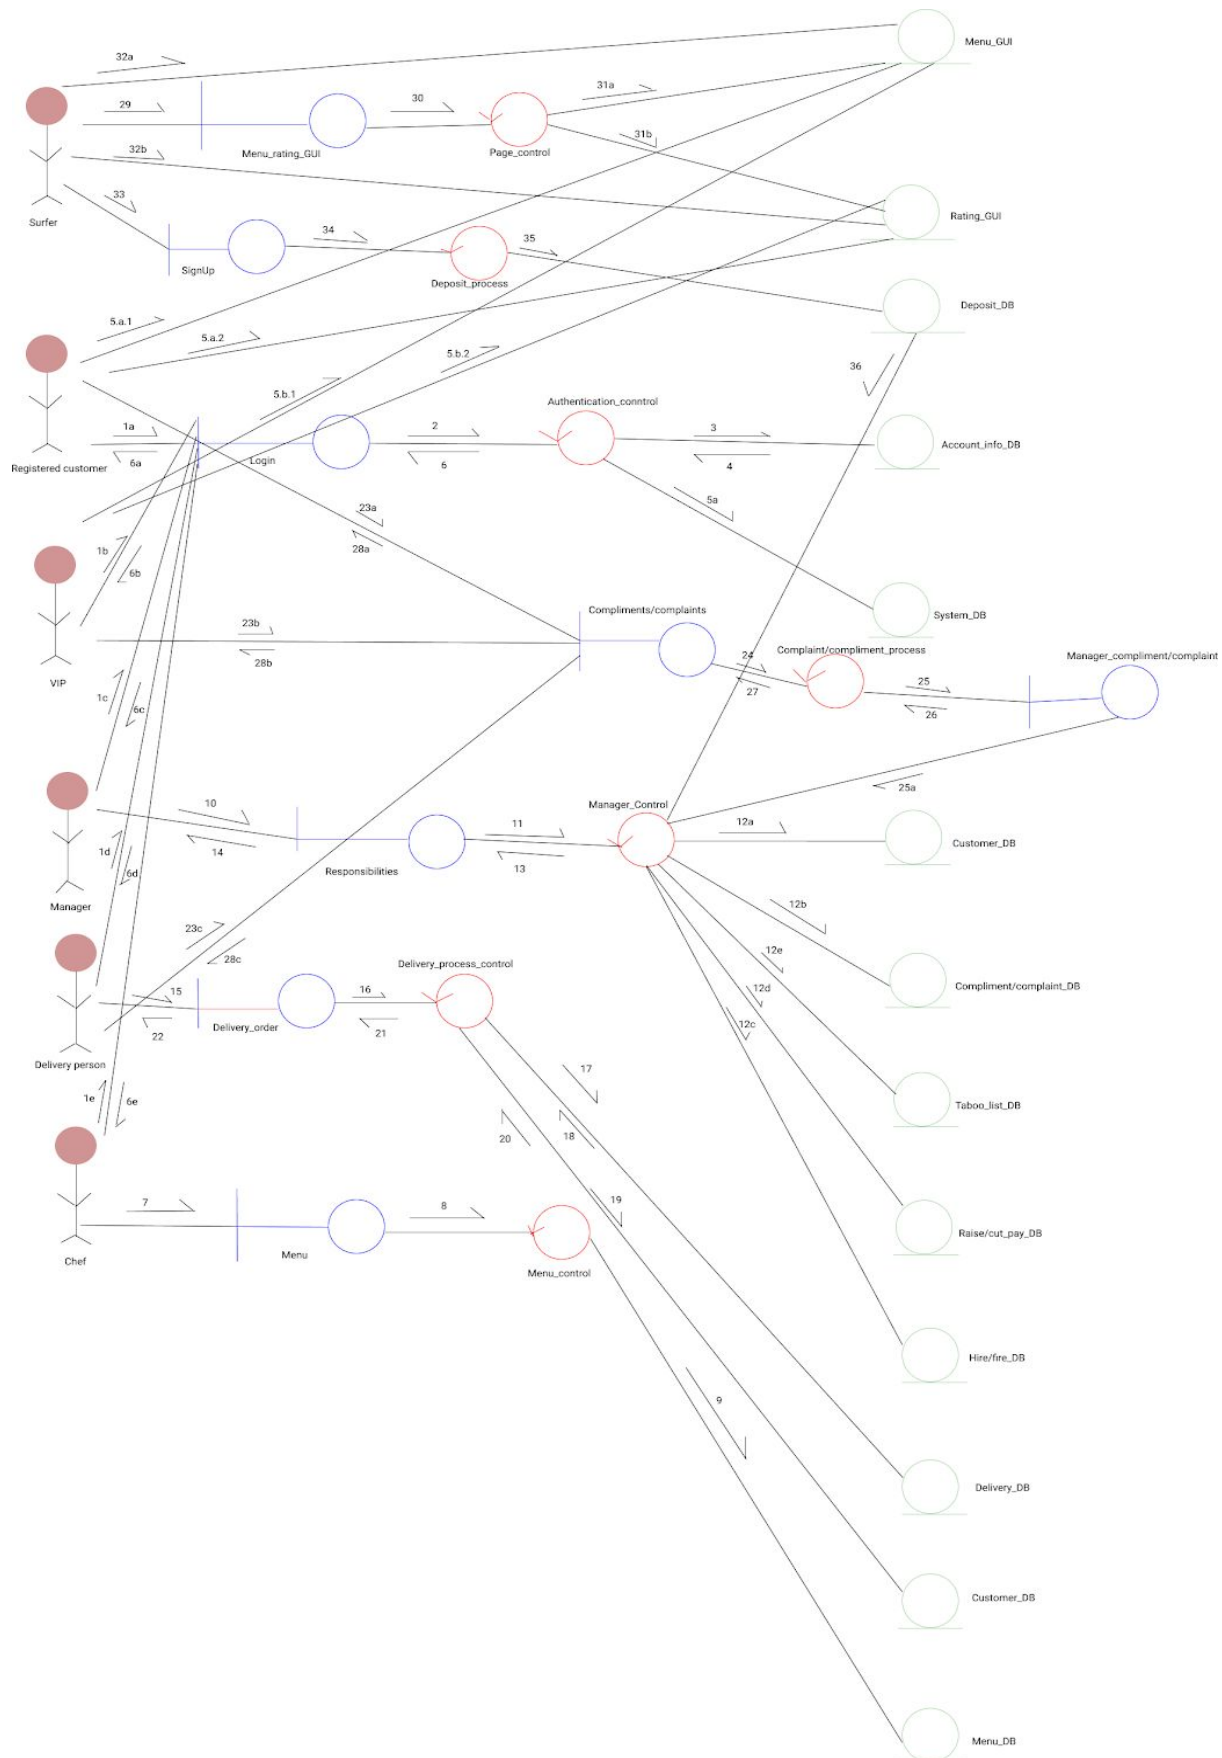 Menu_GUI
32a
31a
29
30
31b
Menu_rating_GUI
Page_control
32b
33
Surfer
Rating_GUI
34
35
SignUp
Deposit_process
Deposit_DB
5.a.1
5.a.2
5.b.2
36
5.b.1
Authentication_conntrol
1a
2
3
Account_info_DB
Registered customer
6a
Login
6
4
5a
23a
28a
1b
6b
Compliments/complaints
System_DB
23b
28b
24
Complaint/compliment_process
Manager_compliment/complaint
VIP
27
25
26
1c
6c
25a
10
Manager_Control
11
12a
14
13
Customer_DB
1d
6d
Responsibilities
Manager
12b
23c
28c
12e
Delivery_process_control
12d
15
16
Compliment/complaint_DB
12c
22
Delivery_order
21
Delivery person
17
1e
6e
20
18
Taboo_list_DB
7
8
19
Raise/cut_pay_DB
Chef
Menu
Menu_control
Hire/fire_DB
9
Delivery_DB
Customer_DB
Menu_DB